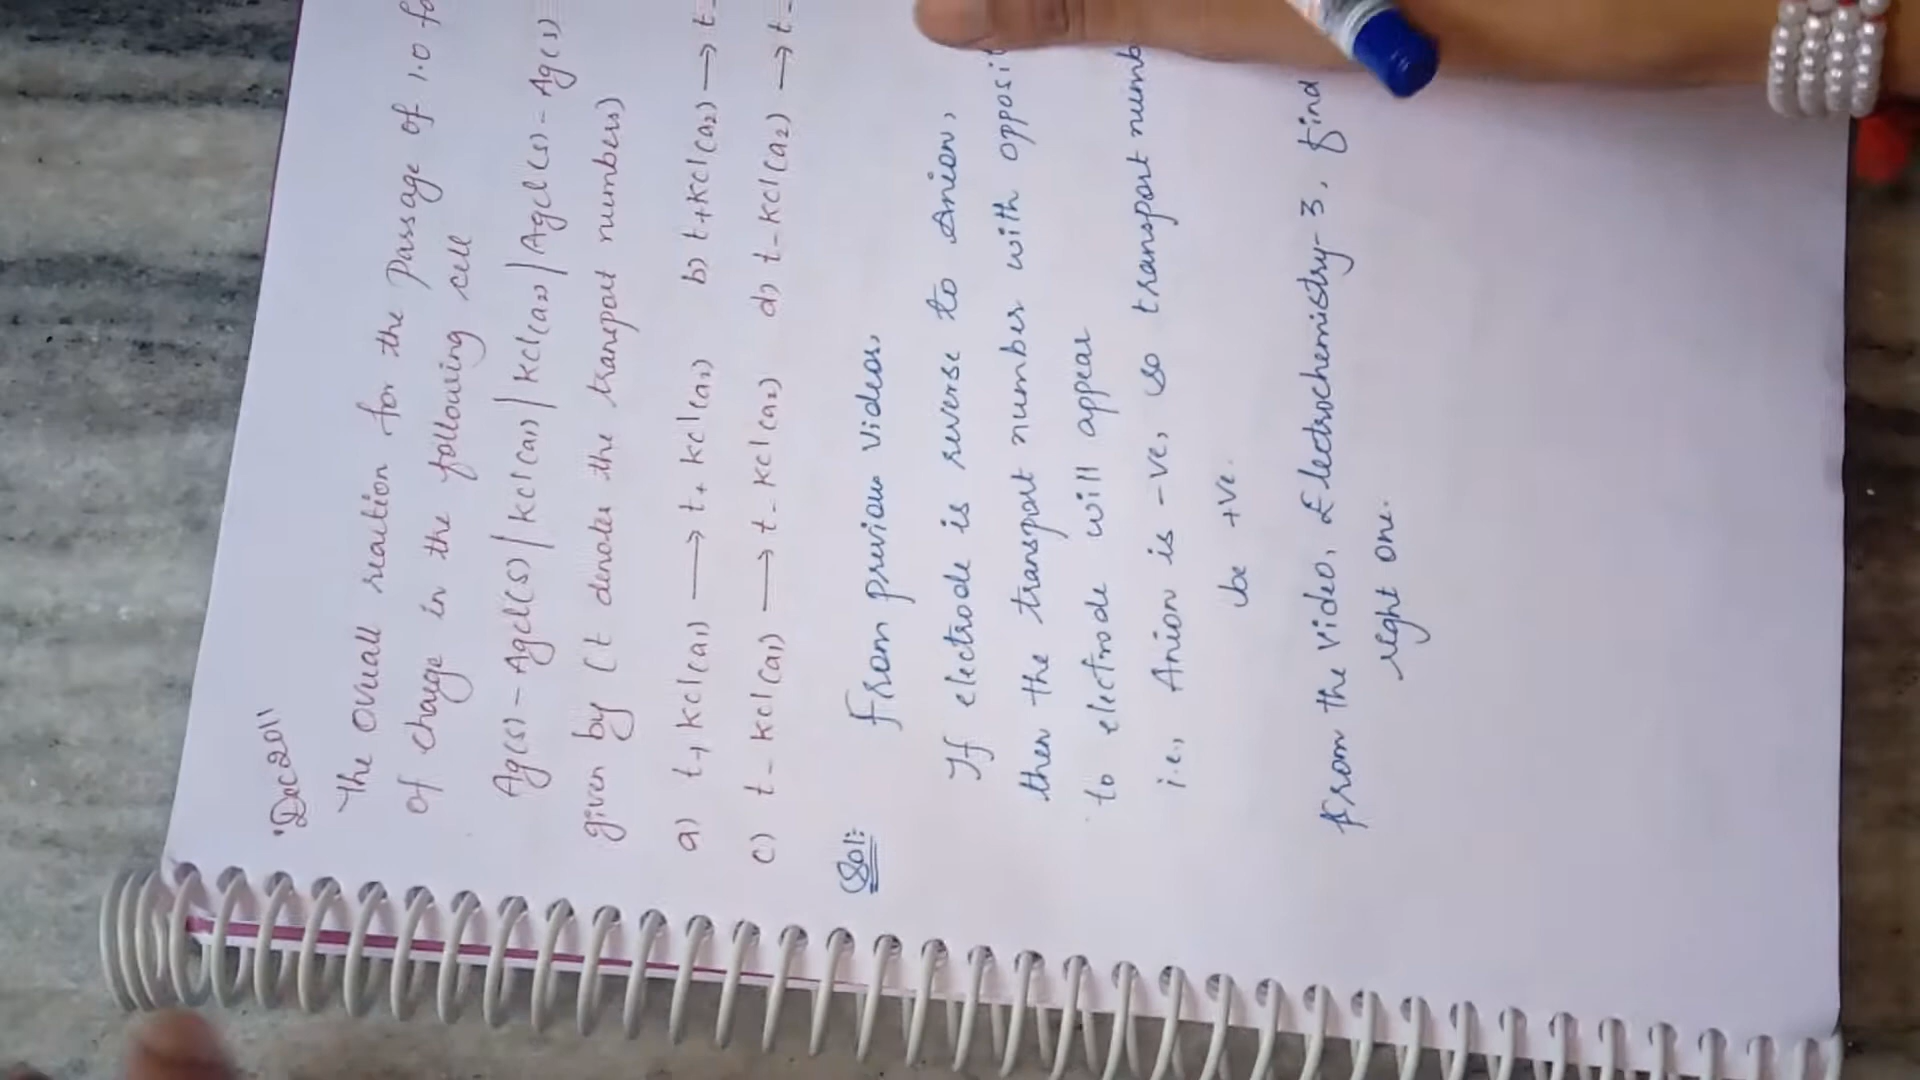 Dec2011
The overall reaction for the Passage of 1.0 fa
of charge in the following cell
Ag(s) - Agcl(s) | kcl(a1) | kcl(a2) | Agcl(s) - Ag(s)
given by (t denotes the transport numbers)
a) t+ kcl(a1) → t+ kcl(a2) b) t+kcl(a2) → t-
c) t- kcl(a1) → t- kcl(a2) d) t- kcl(a2) → t-
Sol:
From previous videos,
If electrode is reverse to Anion,
then the transport number with opposit
to electrode will appear
i.e., Anion is -ve, so transport numb
be +ve.
from the video, Electrochemistry-3, find
right one.